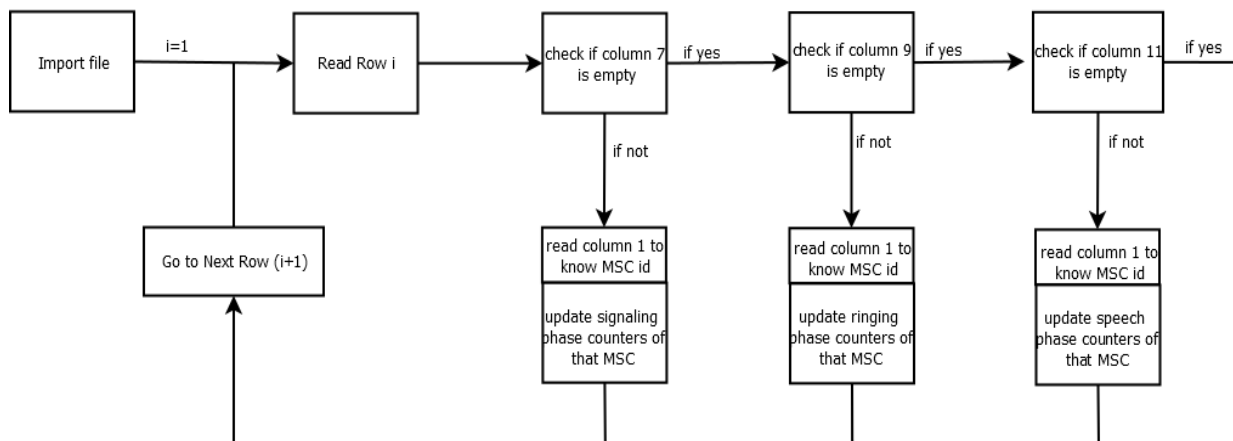 Import file
i=1
Read Row i
check if column 7
is empty
if yes
check if column 9
is empty
if yes
check if column 11
is empty
if yes
if not
if not
if not
Go to Next Row (i+1)
read column 1 to
know MSC id
update signaling
phase counters of
that MSC
read column 1 to
know MSC id
update ringing
phase counters of
that MSC
read column 1 to
know MSC id
update speech
phase counters of
that MSC